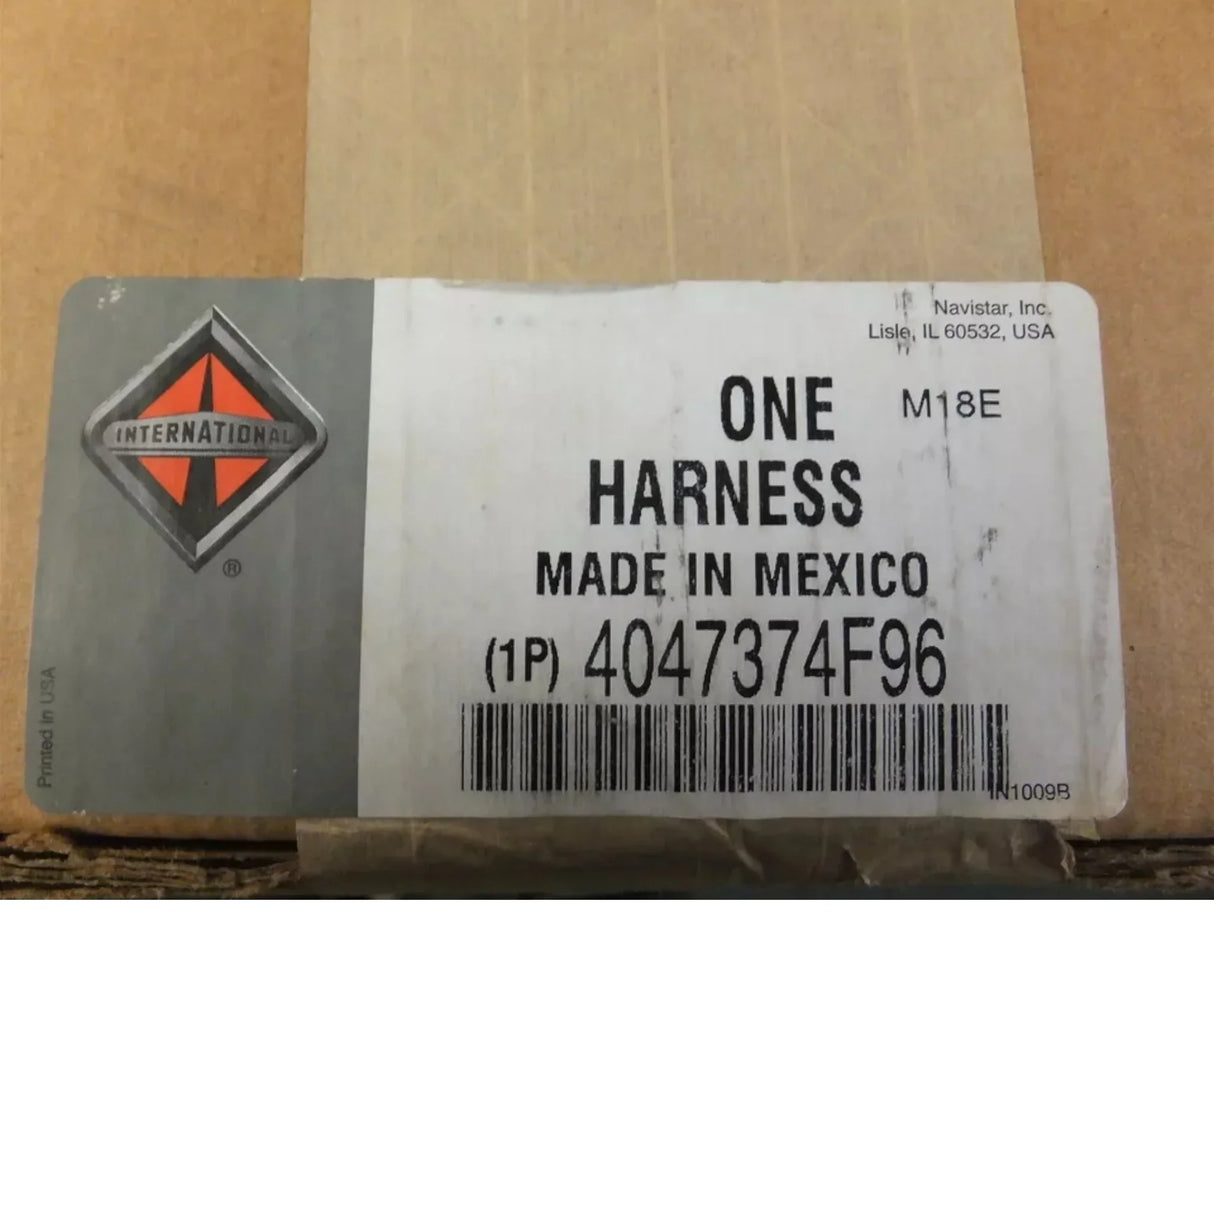 INTERNATIONAL
®
Printed in USA
Navistar, Inc.
Lisle, IL 60532, USA
ONE M18E
HARNESS
MADE IN MEXICO
(1P) 4047374F96
IN1009B